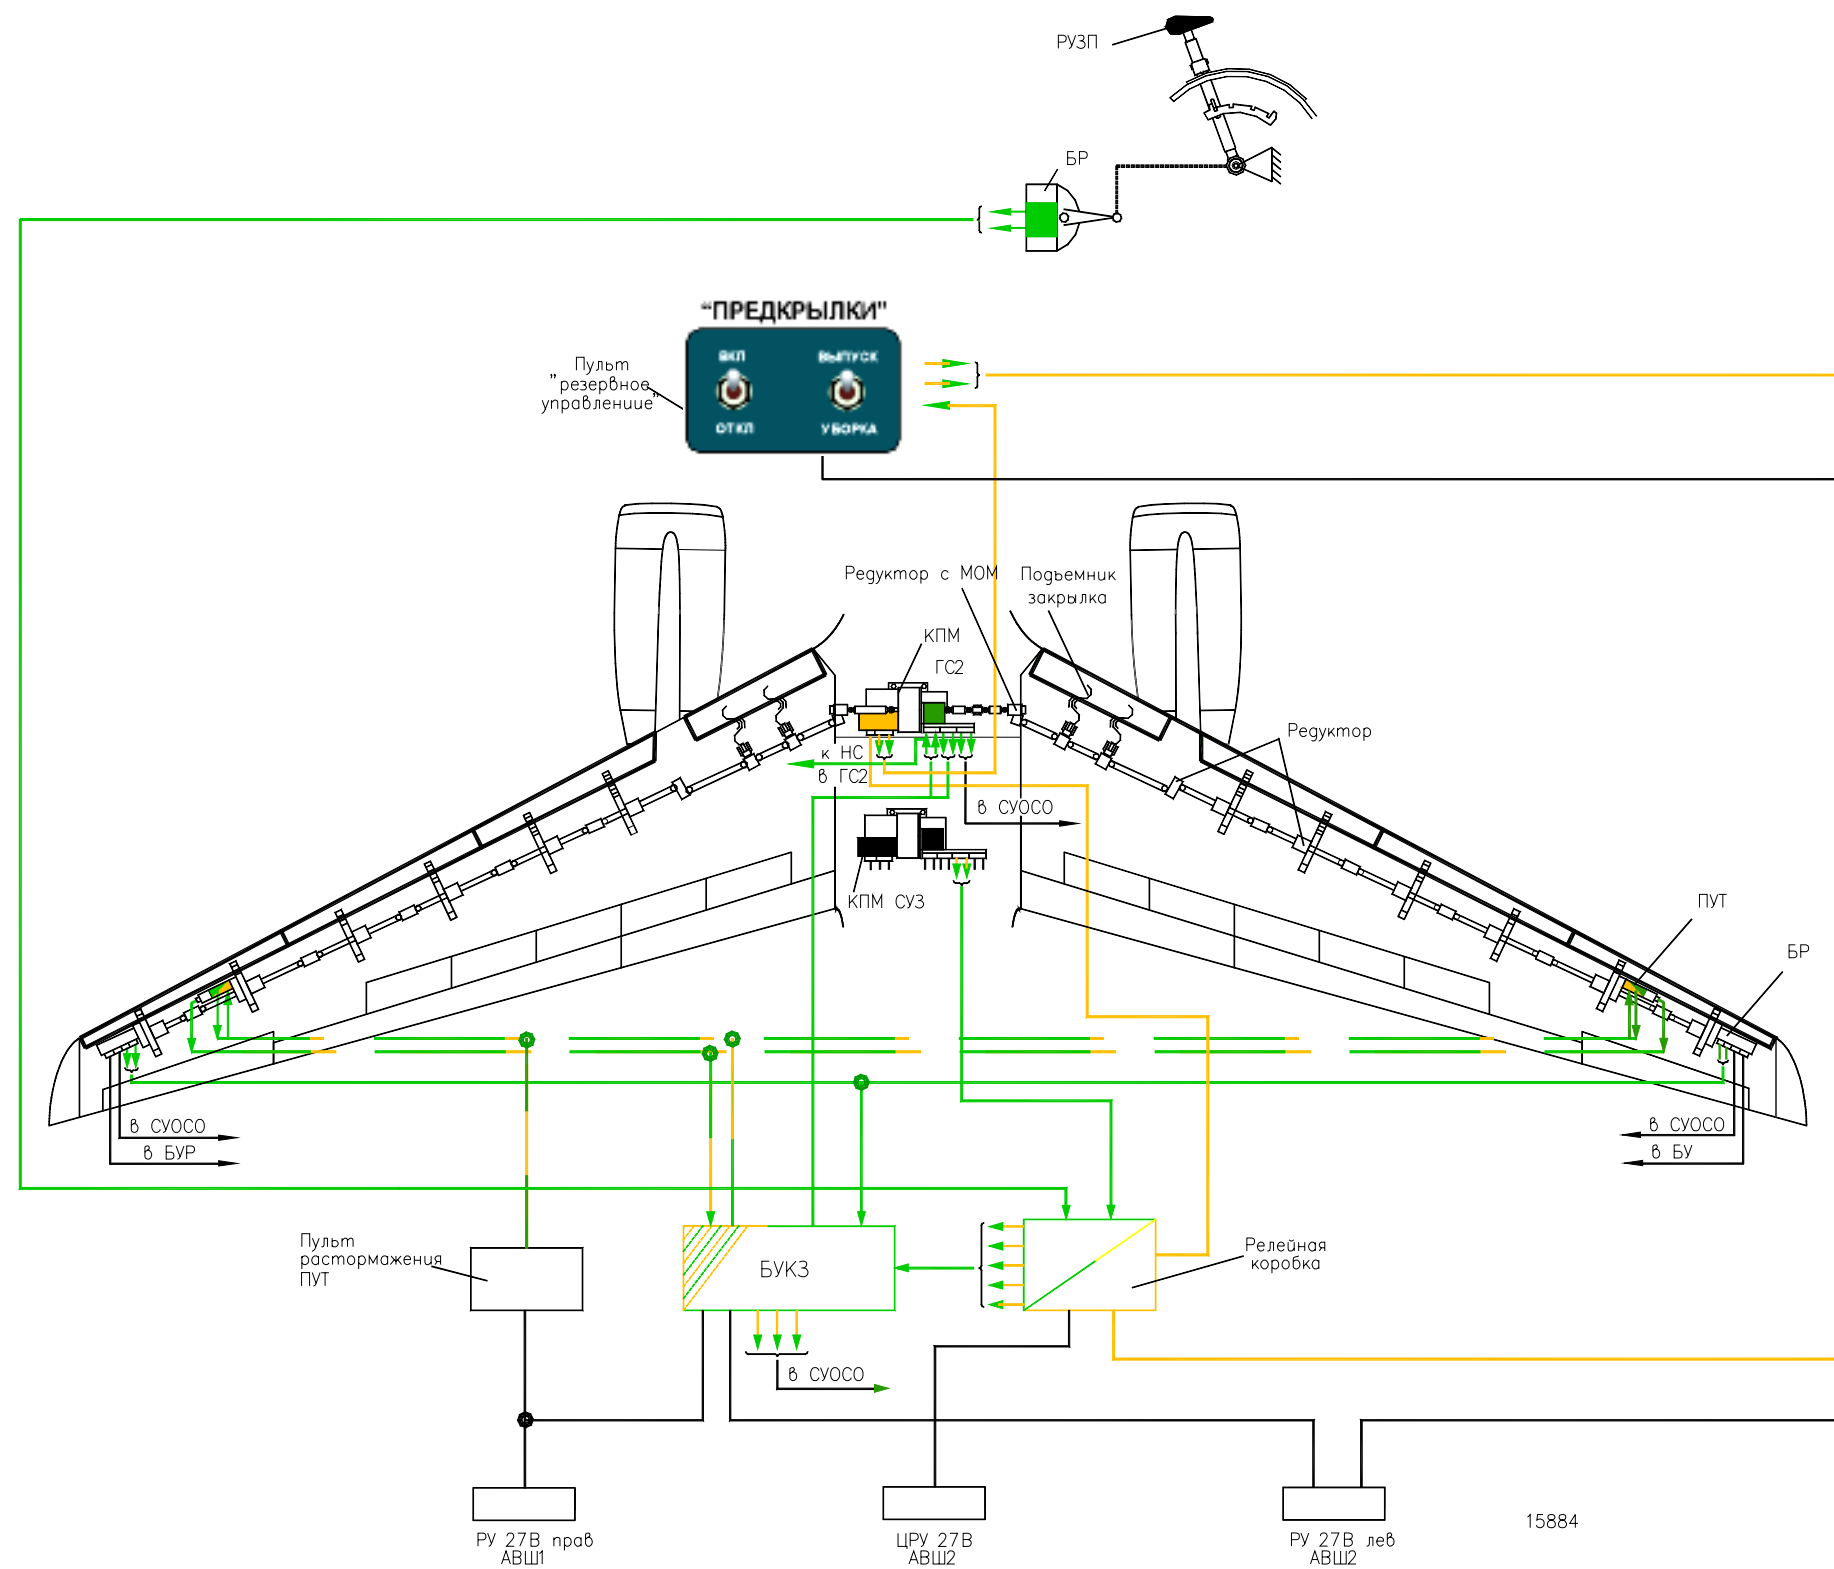 РУЗП
БР
“ПРЕДКРЫЛКИ”
ВКЛ ВЫПУСК
ОТКЛ УБОРКА
Пульт
"резервное
управлениие"
Редуктор с МОМ
Подъемник
закрылка
КПМ
ГС2
Редуктор
к НС
в ГС2
в СУОСО
КПМ СУЗ
ПУТ
БР
в СУОСО
в БУР
в СУОСО
в БУ
Пульт
растормажения
ПУТ
БУКЗ
Релейная
коробка
в СУОСО
РУ 27В прав
АВШ1
ЦРУ 27В
АВШ2
РУ 27В лев
АВШ2
15884